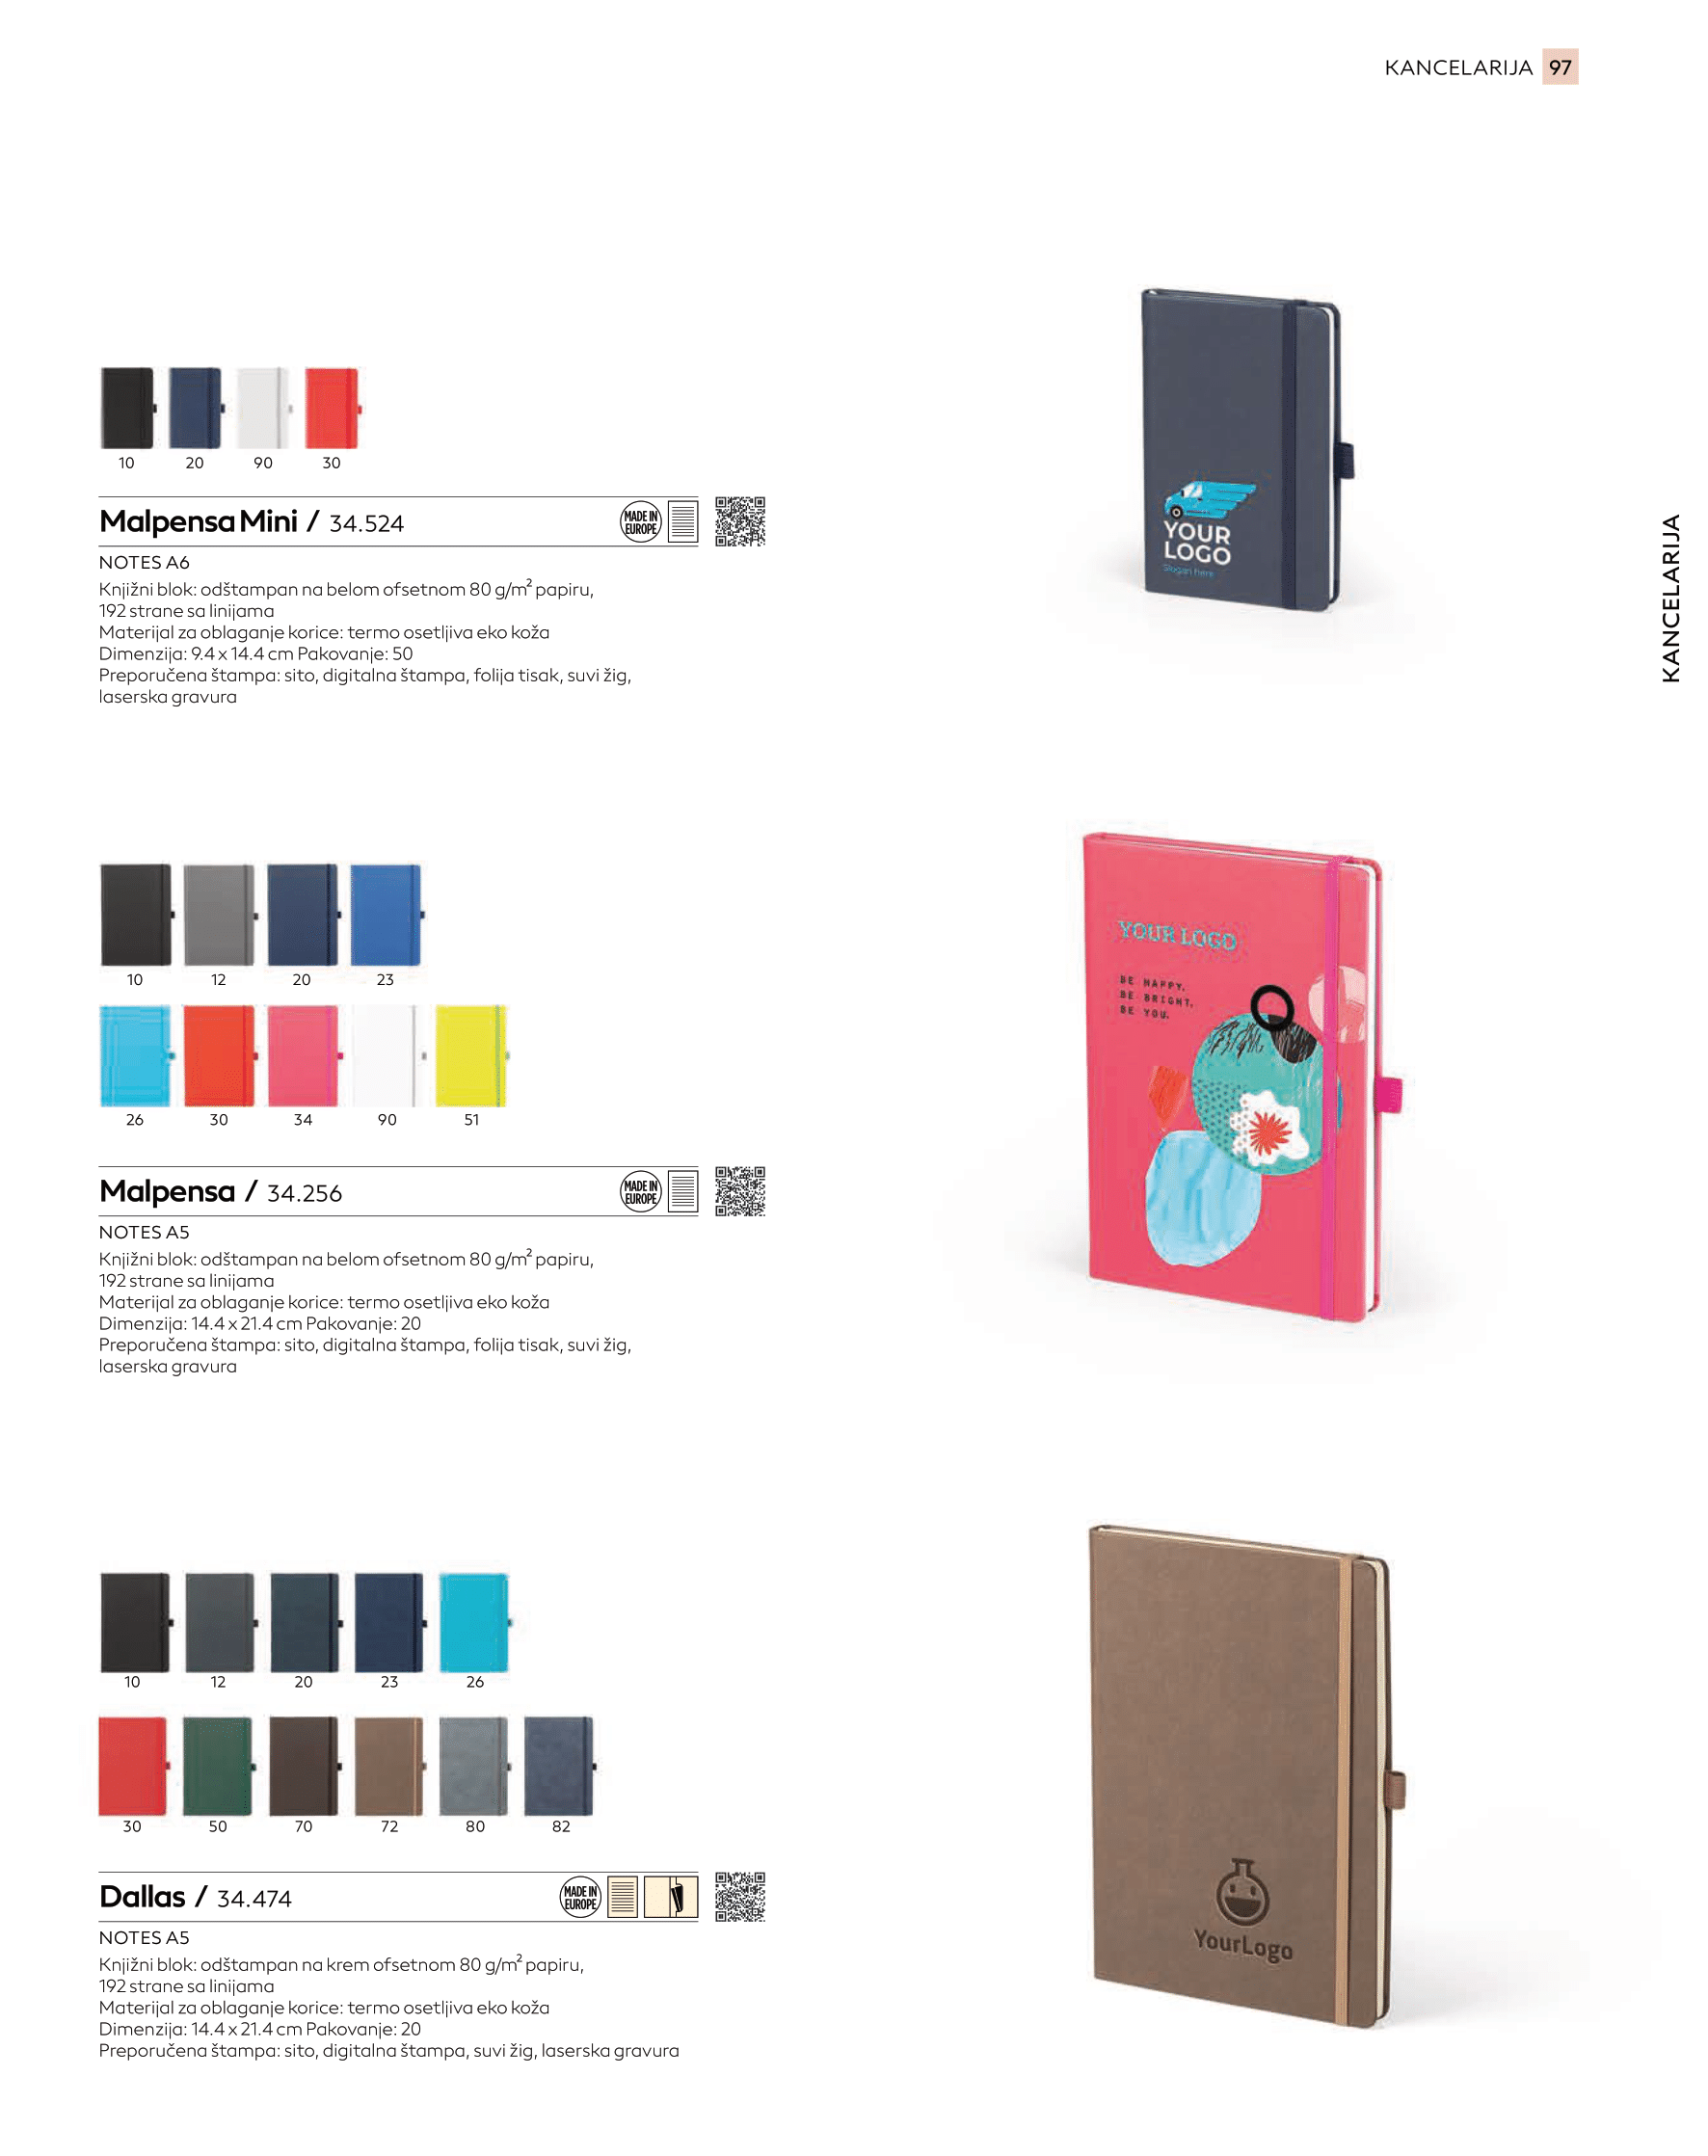 KANCELARIJA 97
10 20 90 30
Malpensa Mini / 34.524
MADE IN
EUROPE
NOTES A6
Knjižni blok: odštampan na belom ofsetnom 80 g/m² papiru,
192 strane sa linijama
Materijal za oblaganje korice: termo osetljiva eko koža
Dimenzija: 9.4 x 14.4 cm Pakovanje: 50
Preporučena štampa: sito, digitalna štampa, folija tisak, suvi žig,
laserska gravura
YOUR
LOGO
Slogan here
KANCELARIJA
10 12 20 23
26 30 34 90 51
Malpensa / 34.256
MADE IN
EUROPE
NOTES A5
Knjižni blok: odštampan na belom ofsetnom 80 g/m² papiru,
192 strane sa linijama
Materijal za oblaganje korice: termo osetljiva eko koža
Dimenzija: 14.4 x 21.4 cm Pakovanje: 20
Preporučena štampa: sito, digitalna štampa, folija tisak, suvi žig,
laserska gravura
YOUR LOGO
BE HAPPY.
BE BRIGHT.
BE YOU.
10 12 20 23 26
30 50 70 72 80 82
Dallas / 34.474
MADE IN
EUROPE
NOTES A5
Knjižni blok: odštampan na krem ofsetnom 80 g/m² papiru,
192 strane sa linijama
Materijal za oblaganje korice: termo osetljiva eko koža
Dimenzija: 14.4 x 21.4 cm Pakovanje: 20
Preporučena štampa: sito, digitalna štampa, suvi žig, laserska gravura
YourLogo